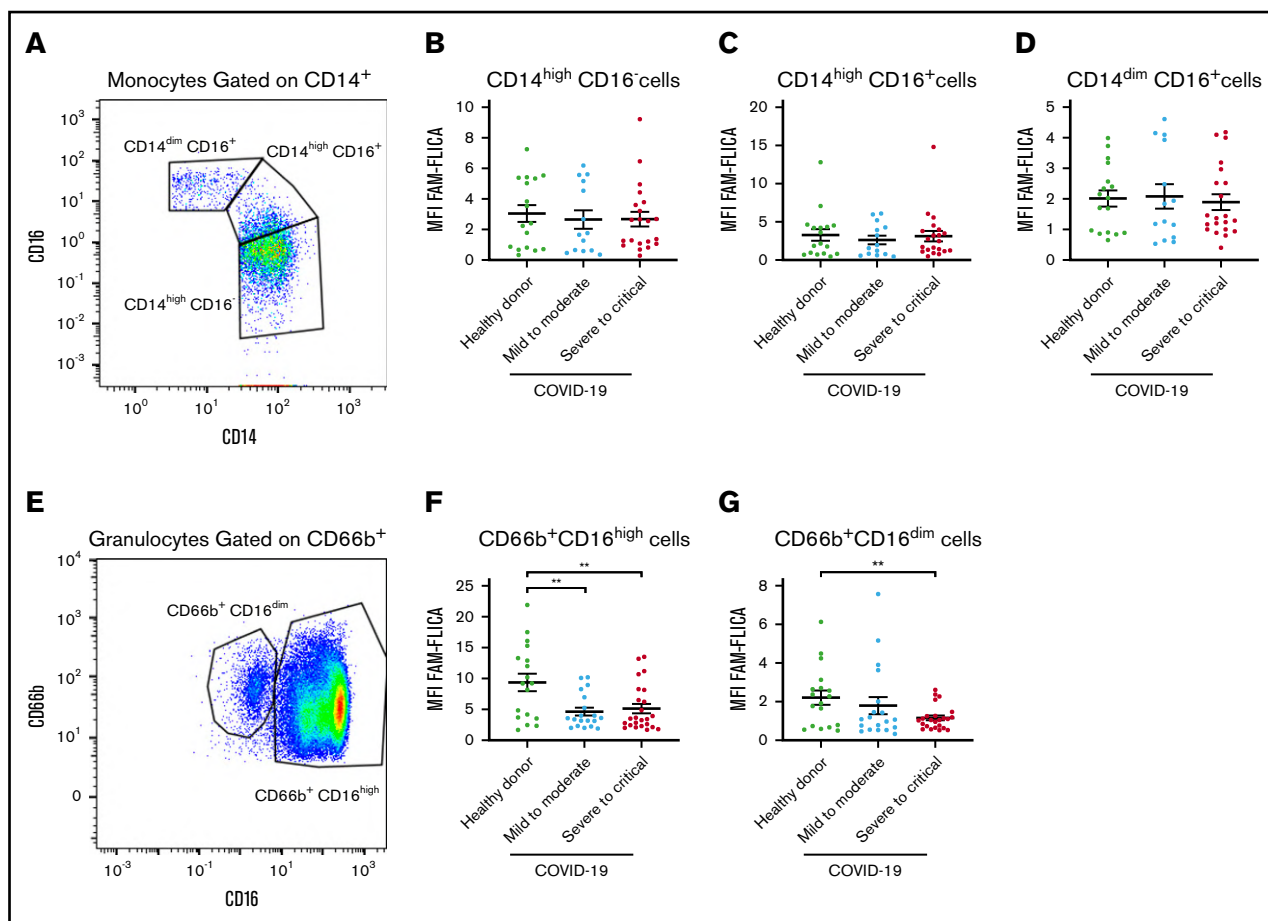 A
Monocytes Gated on CD14⁺
10³
10²
10¹
10⁰
10⁻¹
10⁻²
10⁻³
CD16
CD14ᵈⁱᵐ CD16⁺
CD14ʰⁱᵍʰ CD16⁺
CD14ʰⁱᵍʰ CD16⁻
10⁰ 10¹ 10² 10³
CD14
B
CD14ʰⁱᵍʰ CD16⁻cells
MFI FAM-FLICA
10
8
6
4
2
0
Healthy donor
Mild to moderate
Severe to critical
COVID-19
C
CD14ʰⁱᵍʰ CD16⁺cells
MFI FAM-FLICA
20
15
10
5
0
Healthy donor
Mild to moderate
Severe to critical
COVID-19
D
CD14ᵈⁱᵐ CD16⁺cells
MFI FAM-FLICA
5
4
3
2
1
0
Healthy donor
Mild to moderate
Severe to critical
COVID-19
E
Granulocytes Gated on CD66b⁺
10⁴
10³
10²
10¹
0
CD66b
CD66b⁺ CD16ᵈⁱᵐ
CD66b⁺ CD16ʰⁱᵍʰ
10⁻³ 10⁻¹ 10¹ 10³
CD16
F
CD66b⁺CD16ʰⁱᵍʰ cells
MFI FAM-FLICA
25
20
15
10
5
0
**
**
Healthy donor
Mild to moderate
Severe to critical
COVID-19
G
CD66b⁺CD16ᵈⁱᵐ cells
MFI FAM-FLICA
8
6
4
2
0
**
Healthy donor
Mild to moderate
Severe to critical
COVID-19